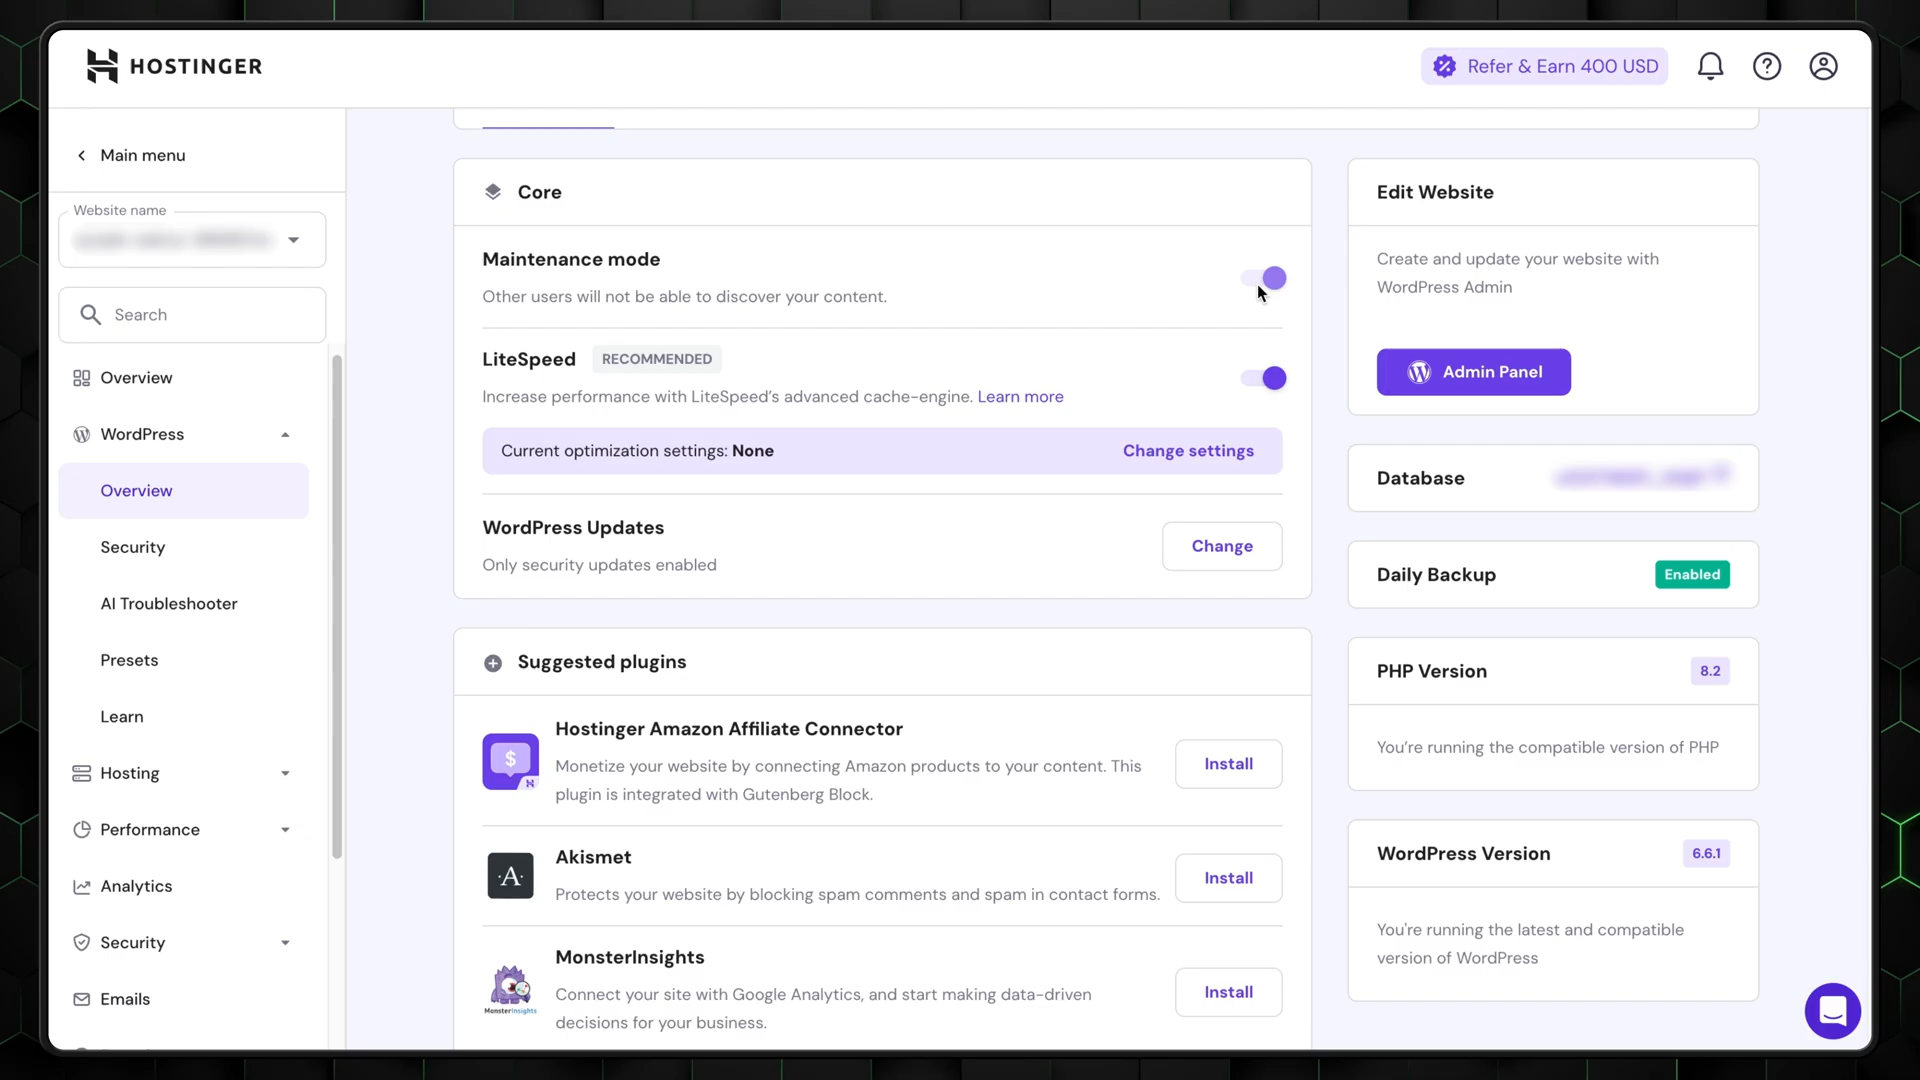 HOSTINGER
Refer & Earn 400 USD
Main menu
Website name
Search
Overview
WordPress
Overview
Security
AI Troubleshooter
Presets
Learn
Hosting
Performance
Analytics
Security
Emails
Core
Maintenance mode
Other users will not be able to discover your content.
LiteSpeed RECOMMENDED
Increase performance with LiteSpeed’s advanced cache-engine. Learn more
Current optimization settings: None Change settings
WordPress Updates
Only security updates enabled
Change
Suggested plugins
Hostinger Amazon Affiliate Connector
Monetize your website by connecting Amazon products to your content. This
plugin is integrated with Gutenberg Block.
Install
Akismet
Protects your website by blocking spam comments and spam in contact forms.
Install
·A·
MonsterInsights
Connect your site with Google Analytics, and start making data-driven
decisions for your business.
Install
MonsterInsights
Edit Website
Create and update your website with
WordPress Admin
Admin Panel
Database
Daily Backup Enabled
PHP Version 8.2
You’re running the compatible version of PHP
WordPress Version 6.6.1
You're running the latest and compatible
version of WordPress